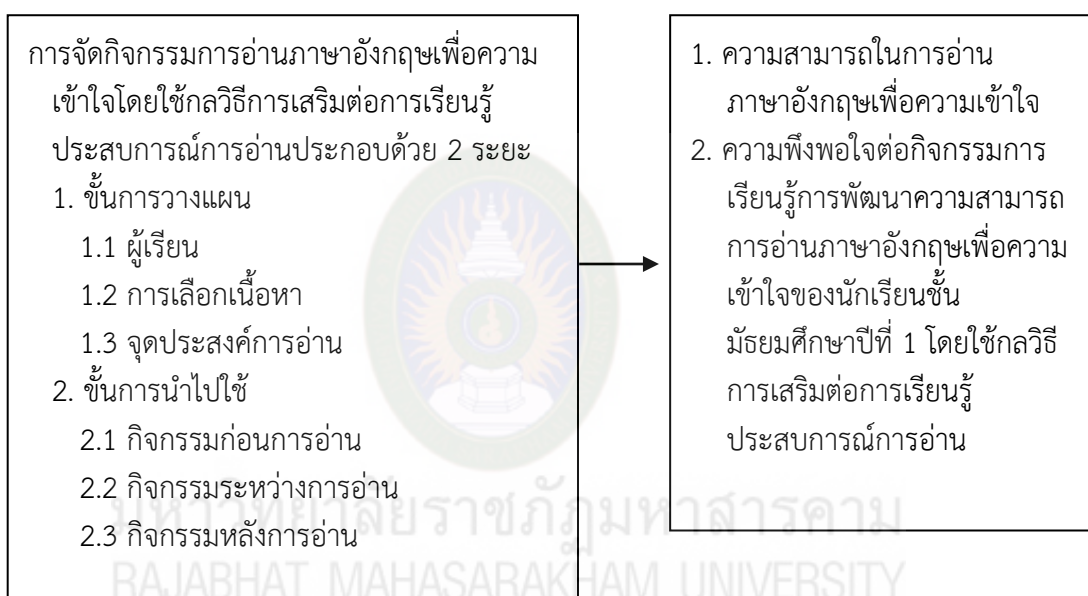 การจัดกิจกรรมการอ่านภาษาอังกฤษเพื่อความ
เข้าใจโดยใช้กลวิธีการเสริมต่อการเรียนรู้
ประสบการณ์การอ่านประกอบด้วย 2 ระยะ
1. ขั้นการวางแผน
1.1 ผู้เรียน
1.2 การเลือกเนื้อหา
1.3 จุดประสงค์การอ่าน
2. ขั้นการนำไปใช้
2.1 กิจกรรมก่อนการอ่าน
2.2 กิจกรรมระหว่างการอ่าน
2.3 กิจกรรมหลังการอ่าน
1. ความสามารถในการอ่าน
ภาษาอังกฤษเพื่อความเข้าใจ
2. ความพึงพอใจต่อกิจกรรมการ
เรียนรู้การพัฒนาความสามารถ
การอ่านภาษาอังกฤษเพื่อความ
เข้าใจของนักเรียนชั้น
มัธยมศึกษาปีที่ 1 โดยใช้กลวิธี
การเสริมต่อการเรียนรู้
ประสบการณ์การอ่าน
มหาวิทยาลัยราชภัฏมหาสารคาม
RAJABHAT MAHASARAKHAM UNIVERSITY